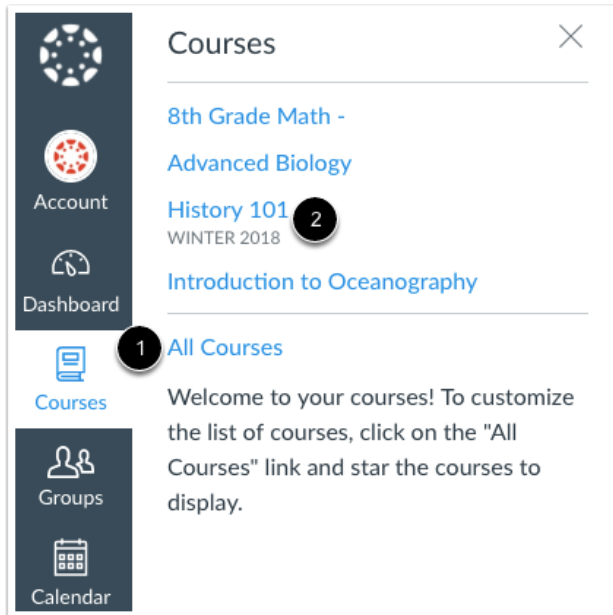 Courses
8th Grade Math -
Advanced Biology
History 101
2
WINTER 2018
Introduction to Oceanography
1
All Courses
Welcome to your courses! To customize
the list of courses, click on the "All
Courses" link and star the courses to
display.
Account
Dashboard
Courses
Groups
Calendar